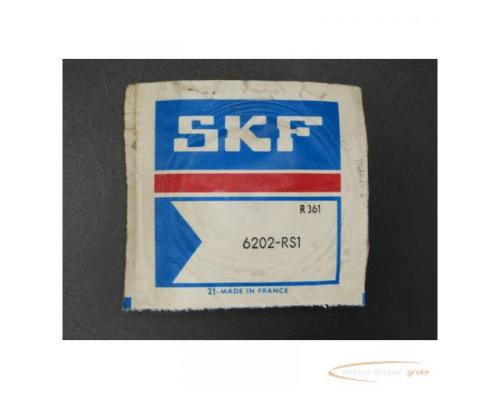 SKF
R 361
6202-RS1
21-MADE IN FRANCE